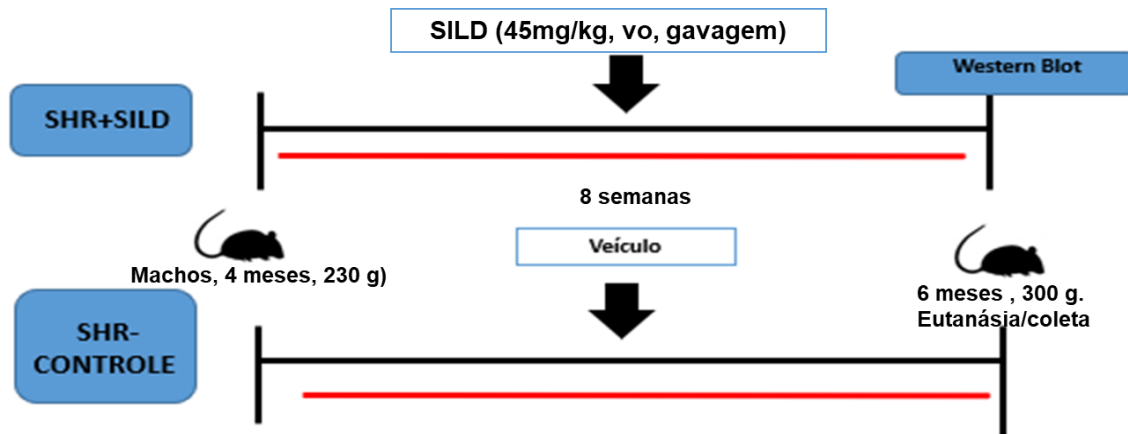 SILD (45mg/kg, vo, gavagem)
Western Blot
SHR+SILD
8 semanas
Veículo
Machos, 4 meses, 230 g)
6 meses , 300 g.
Eutanásia/coleta
SHR-
CONTROLE